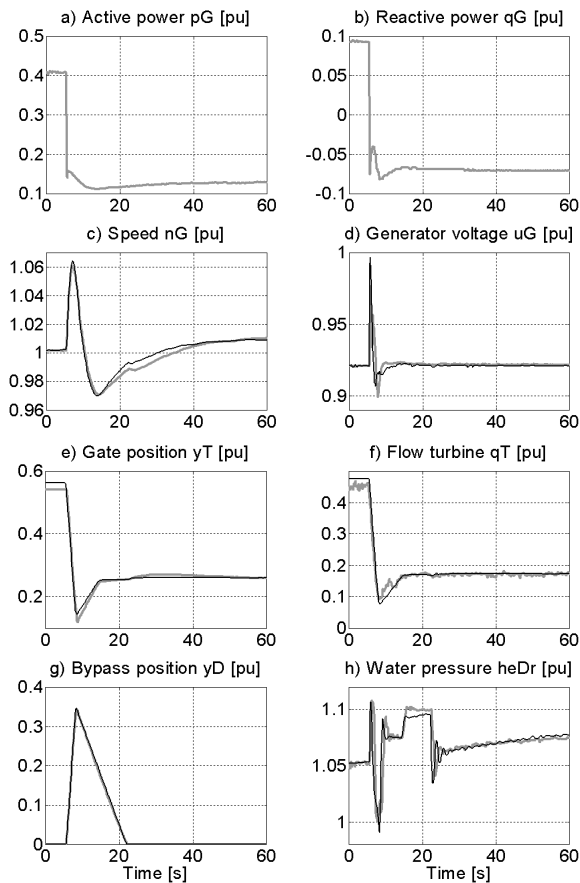 a) Active power pG [pu]
0.5
0.4
0.3
0.2
0.1
0 20 40 60
b) Reactive power qG [pu]
0.1
0.05
0
-0.05
-0.1
0 20 40 60
c) Speed nG [pu]
1.06
1.04
1.02
1
0.98
0.96
0 20 40 60
d) Generator voltage uG [pu]
1
0.95
0.9
0 20 40 60
e) Gate position yT [pu]
0.6
0.4
0.2
0 20 40 60
f) Flow turbine qT [pu]
0.4
0.3
0.2
0.1
0
0 20 40 60
g) Bypass position yD [pu]
0.4
0.3
0.2
0.1
0
0 20 40 60
Time [s]
h) Water pressure heDr [pu]
1.1
1.05
1
0 20 40 60
Time [s]